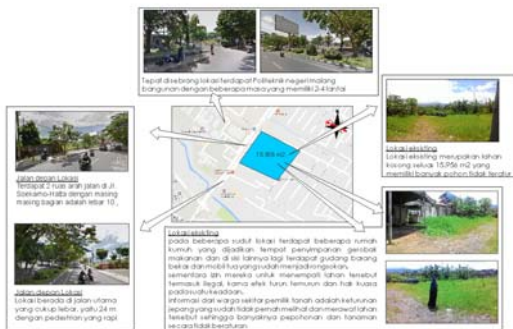 Tepat disebrang lokasi terdapat Politeknik negeri malang
bangunan dengan beberapa masa yang memiliki 2-4 lantai
Jalan depan Lokasi
Terdapat 2 ruas arah jalan di Jl.
Soekarno-Hatta dengan masing
masing bagian adalah lebar 10,
Jalan depan Lokasi
Lokasi berada di jalan utama
yang cukup lebar, yaitu 24 m
dengan pedestrian yang rapi
Lokasi eksisting
Lokasi eksisting merupakan lahan
kosong seluas 15,956 m2 yang
memiliki banyak pohon tidak teratur
Lokasi eksisting
pada beberapa sudut lokasi terdapat beberapa rumah
kumuh yang dijadikan tempat penyimpanan gerobak
makanan dan di sisi lainnya lagi terdapat gudang barang
bekas dan mobil tua yang sudah menjadi rongsokan,
sementara izin mereka untuk menempati lahan tersebut
termasuk ilegal, karna efek turun temurun dan hak kuasa
pada suatu keadaan,
informasi dari warga sekitar pemilik tanah adalah keturunan
jepang yang sudah tidak pernah melihat dan merawat lahan
tersebut sehingga banyaknya pepohonan dan tanaman
secara tidak beraturan